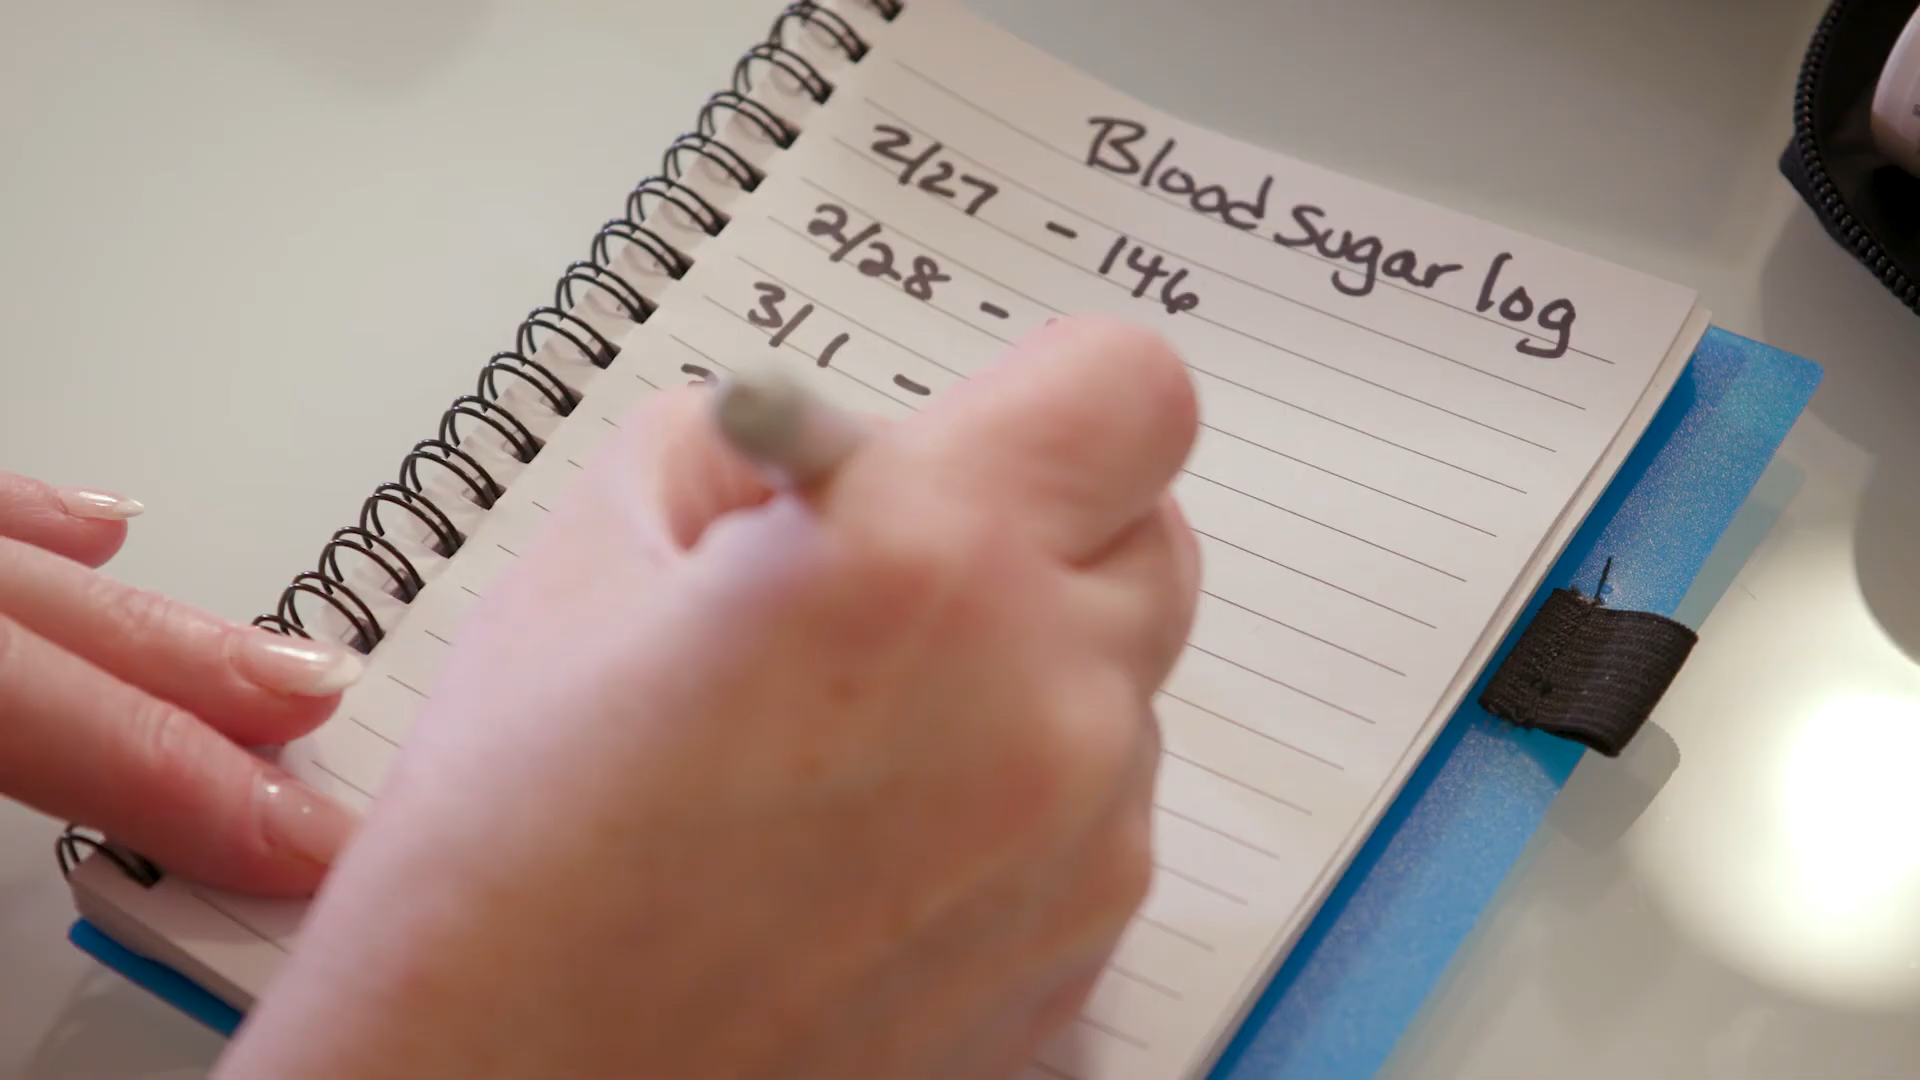 Blood Sugar log
2/27 - 146
2/28 -
3/1 -